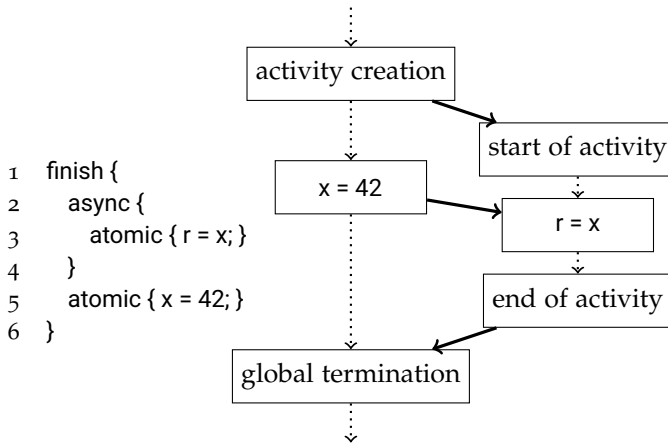 activity creation
start of activity
x = 42
r = x
end of activity
global termination
1 finish {
2 async {
3 atomic { r = x; }
4 }
5 atomic { x = 42; }
6 }